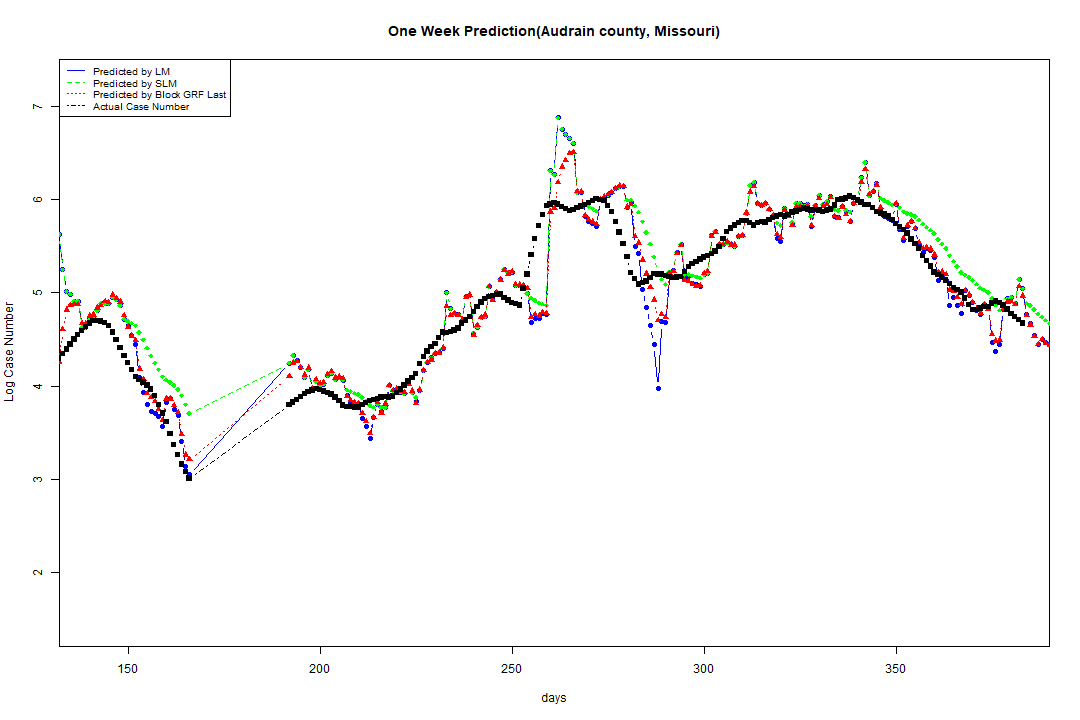 One Week Prediction(Audrain county, Missouri)
Predicted by LM
Predicted by SLM
Predicted by Block GRF Last
Actual Case Number
Log Case Number
7
6
5
4
3
2
150
200
250
300
350
days